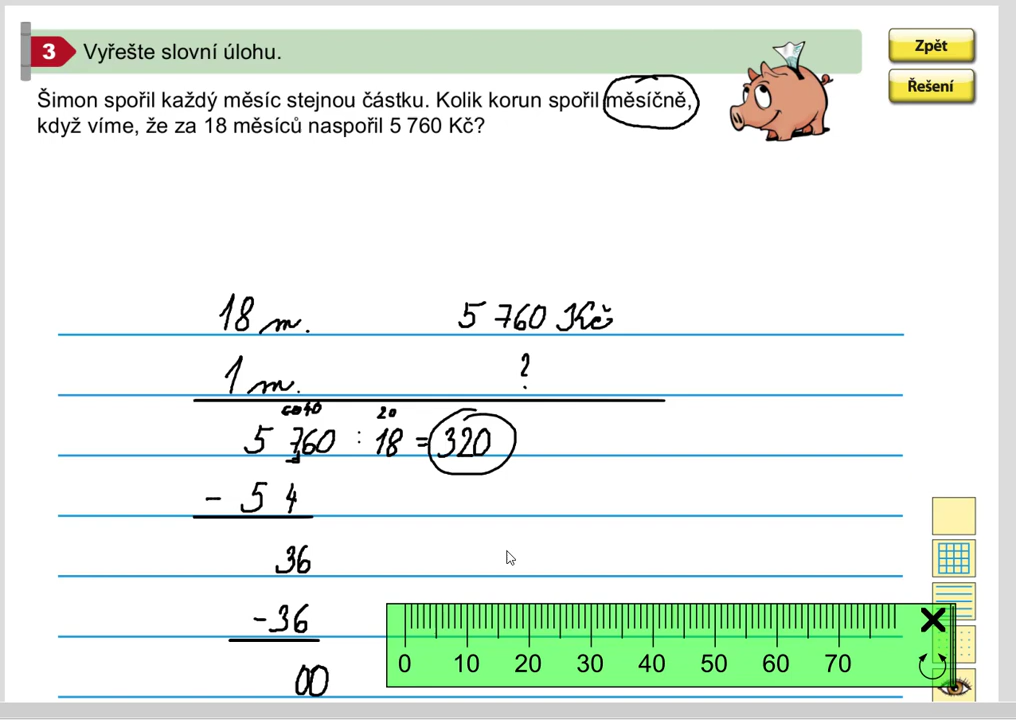 3 Vyřešte slovní úlohu.
Zpět
Řešení
Šimon spořil každý měsíc stejnou částku. Kolik korun spořil měsíčně,
když víme, že za 18 měsíců naspořil 5 760 Kč?
18 m. 5 760 Kč
1 m. ?
20
5 760 : 18 = 320
- 5 4
36
-36
00
0 10 20 30 40 50 60 70